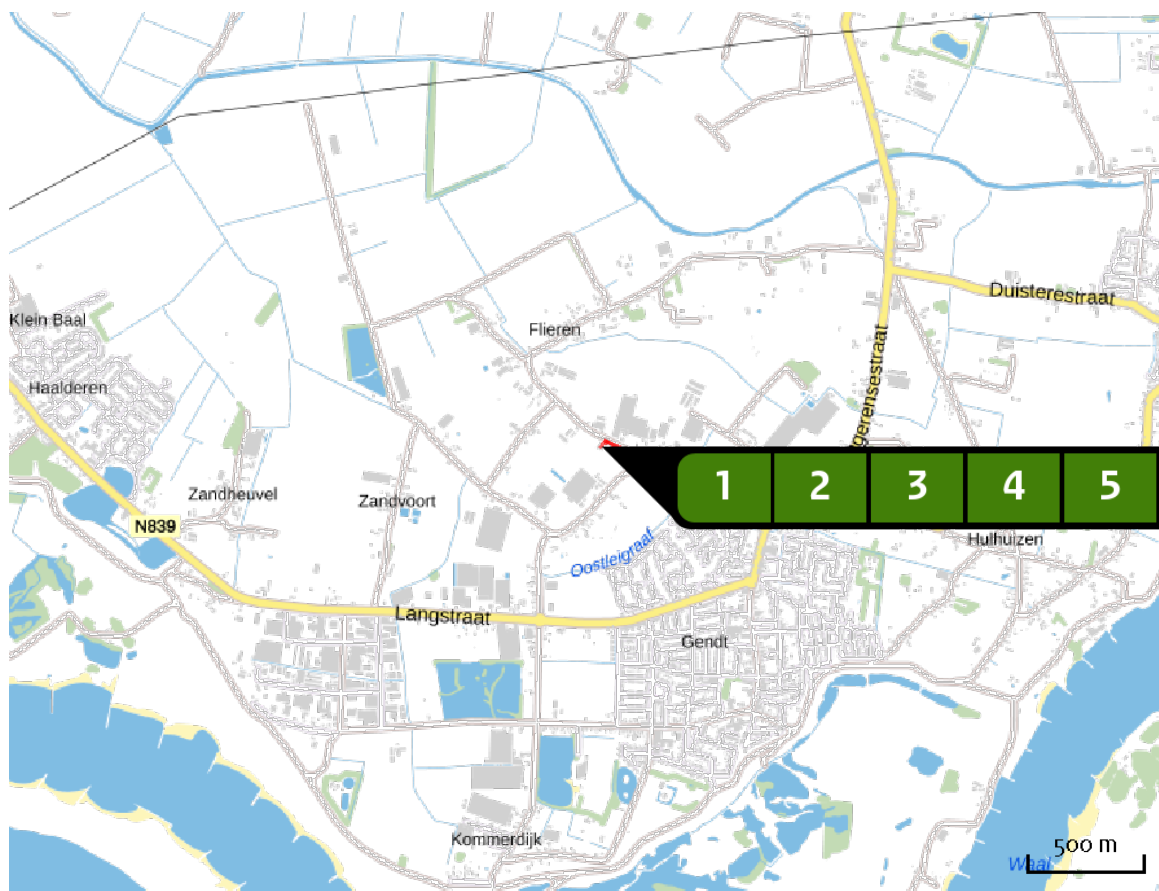 Duisterestraat
Klein Baal
Flieren
Haalderen
gerensestraat
1 2 3 4 5
Zandheuvel
Zandvoort
N839
Hulhuizen
Oostleigraaf
Langstraat
Gendt
Kommerdijk
500 m
Waal